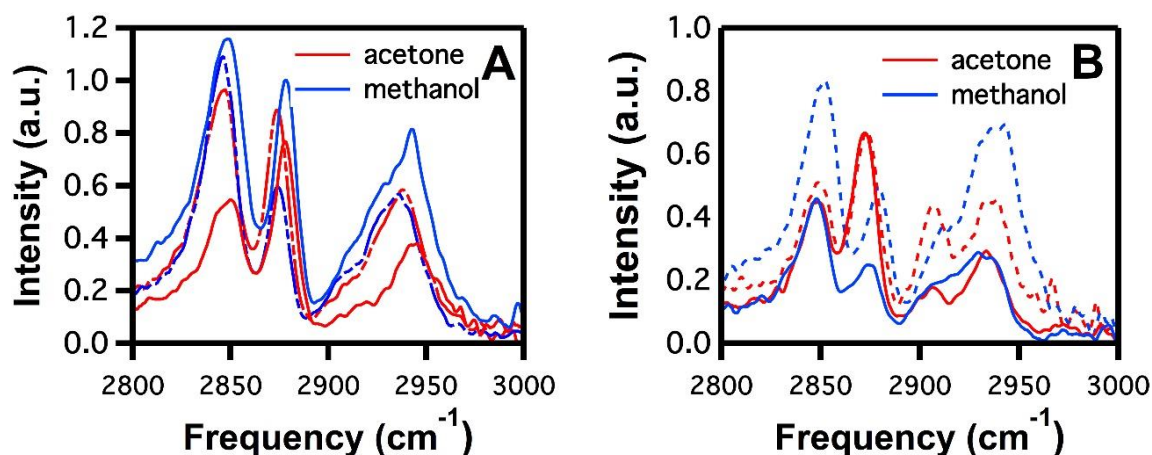 1.2
1.0
0.8
0.6
0.4
0.2
0.0
Intensity (a.u.)
acetone
methanol
A
2800 2850 2900 2950 3000
Frequency (cm-1)
1.0
0.8
0.6
0.4
0.2
0.0
Intensity (a.u.)
acetone
methanol
B
2800 2850 2900 2950 3000
Frequency (cm-1)